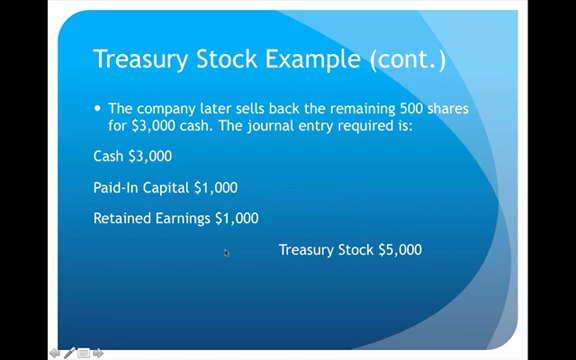 Treasury Stock Example (cont.)
• The company later sells back the remaining 500 shares
for $3,000 cash. The journal entry required is:
Cash $3,000
Paid-In Capital $1,000
Retained Earnings $1,000
Treasury Stock $5,000